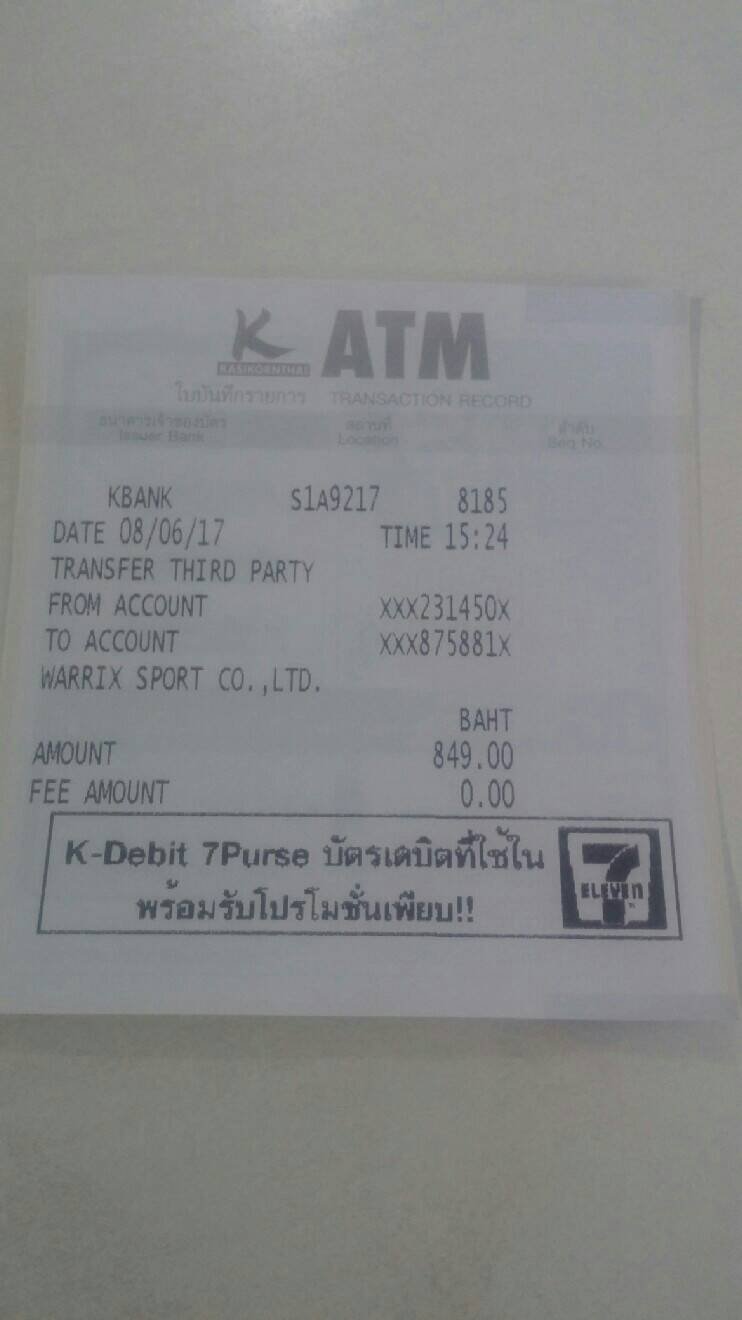 K ATM
KASIKORNTHAI
ใบบันทึกรายการ TRANSACTION RECORD
ธนาคารเจ้าของบัตร สถานที่ ลำดับ
Issuer Bank Location Seq No.
KBANK S1A9217 8185
DATE 08/06/17 TIME 15:24
TRANSFER THIRD PARTY
FROM ACCOUNT XXX231450X
TO ACCOUNT XXX875881X
WARRIX SPORT CO.,LTD.
BAHT
AMOUNT 849.00
FEE AMOUNT 0.00
K-Debit 7Purse บัตรเดบิตที่ใช้ใน
พร้อมรับโปรโมชั่นเพียบ!!
7 ELEVEn